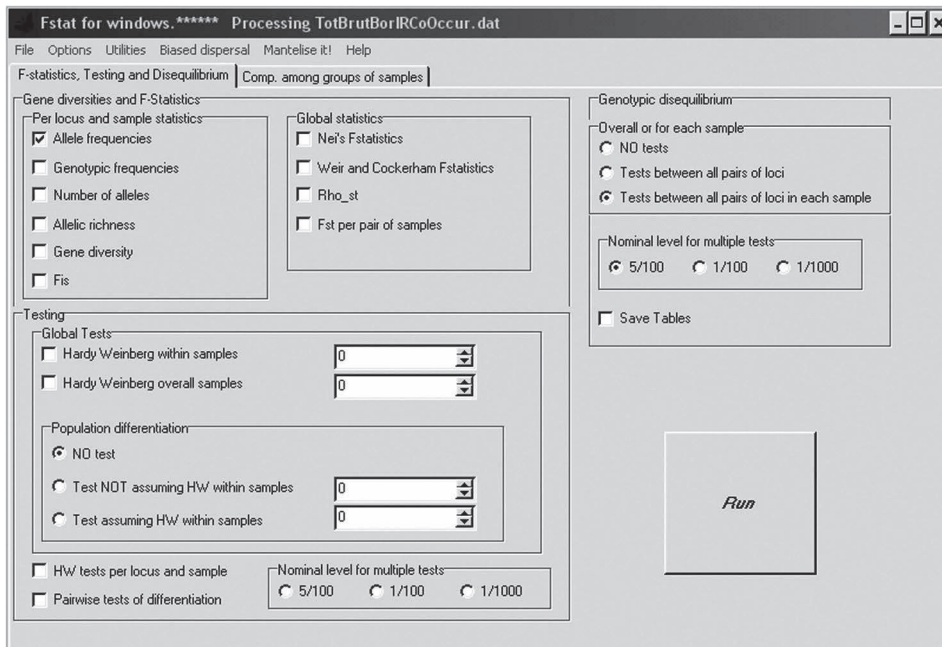 Fstat for windows.****** Processing TotBrutBorIRCoOccur.dat
File Options Utilities Biased dispersal Mantelise it! Help
F-statistics, Testing and Disequilibrium Comp. among groups of samples
Gene diversities and F-Statistics
Per locus and sample statistics
Allele frequencies
Genotypic frequencies
Number of alleles
Allelic richness
Gene diversity
Fis
Global statistics
Nei's Fstatistics
Weir and Cockerham Fstatistics
Rho_st
Fst per pair of samples
Genotypic disequilibrium
Overall or for each sample
NO tests
Tests between all pairs of loci
Tests between all pairs of loci in each sample
Nominal level for multiple tests
5/100 1/100 1/1000
Save Tables
Testing
Global Tests
Hardy Weinberg within samples 0
Hardy Weinberg overall samples 0
Population differentiation
NO test
Test NOT assuming HW within samples 0
Test assuming HW within samples 0
HW tests per locus and sample
Pairwise tests of differentiation
Nominal level for multiple tests
5/100 1/100 1/1000
Run